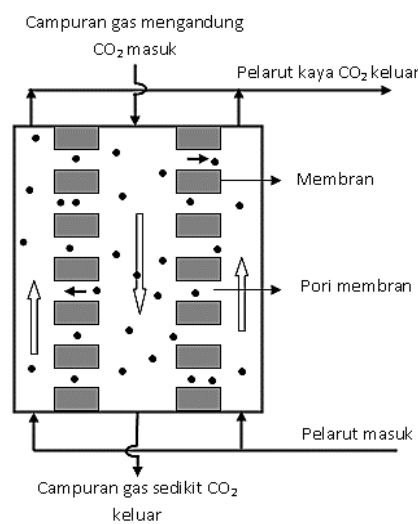 Campuran gas mengandung
CO₂ masuk
Pelarut kaya CO₂ keluar
Membran
Pori membran
Pelarut masuk
Campuran gas sedikit CO₂
keluar